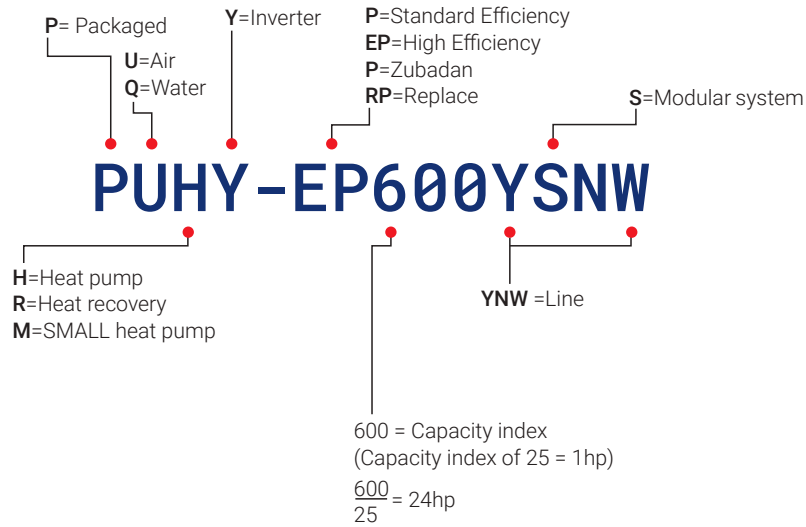 P= Packaged
U=Air
Q=Water
Y=Inverter
P=Standard Efficiency
EP=High Efficiency
P=Zubadan
RP=Replace
S=Modular system
PUHY-EP600YSNW
H=Heat pump
R=Heat recovery
M=SMALL heat pump
YNW =Line
600 = Capacity index
(Capacity index of 25 = 1hp)
600
25
= 24hp